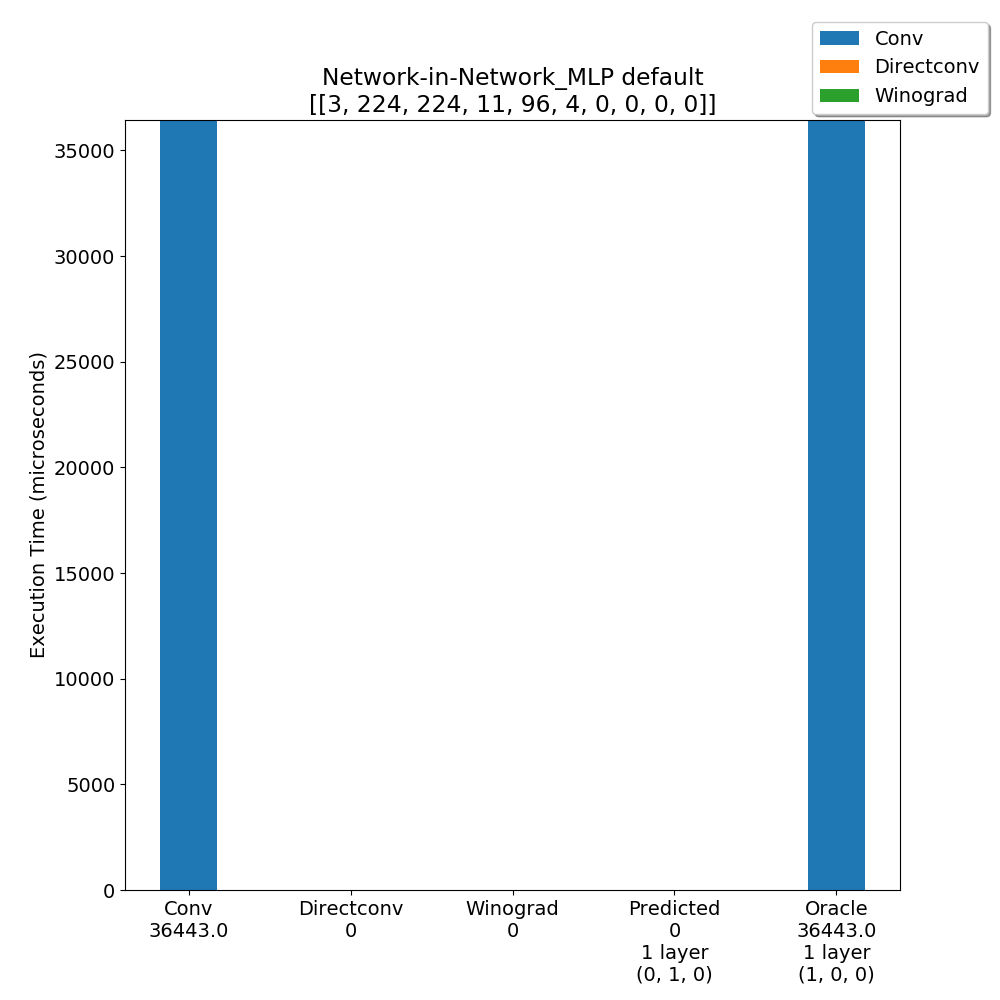 Conv
Directconv
Winograd
Network-in-Network_MLP default
[[3, 224, 224, 11, 96, 4, 0, 0, 0, 0]]
Execution Time (microseconds)
35000
30000
25000
20000
15000
10000
5000
0
Conv
36443.0
Directconv
0
Winograd
0
Predicted
0
1 layer
(0, 1, 0)
Oracle
36443.0
1 layer
(1, 0, 0)